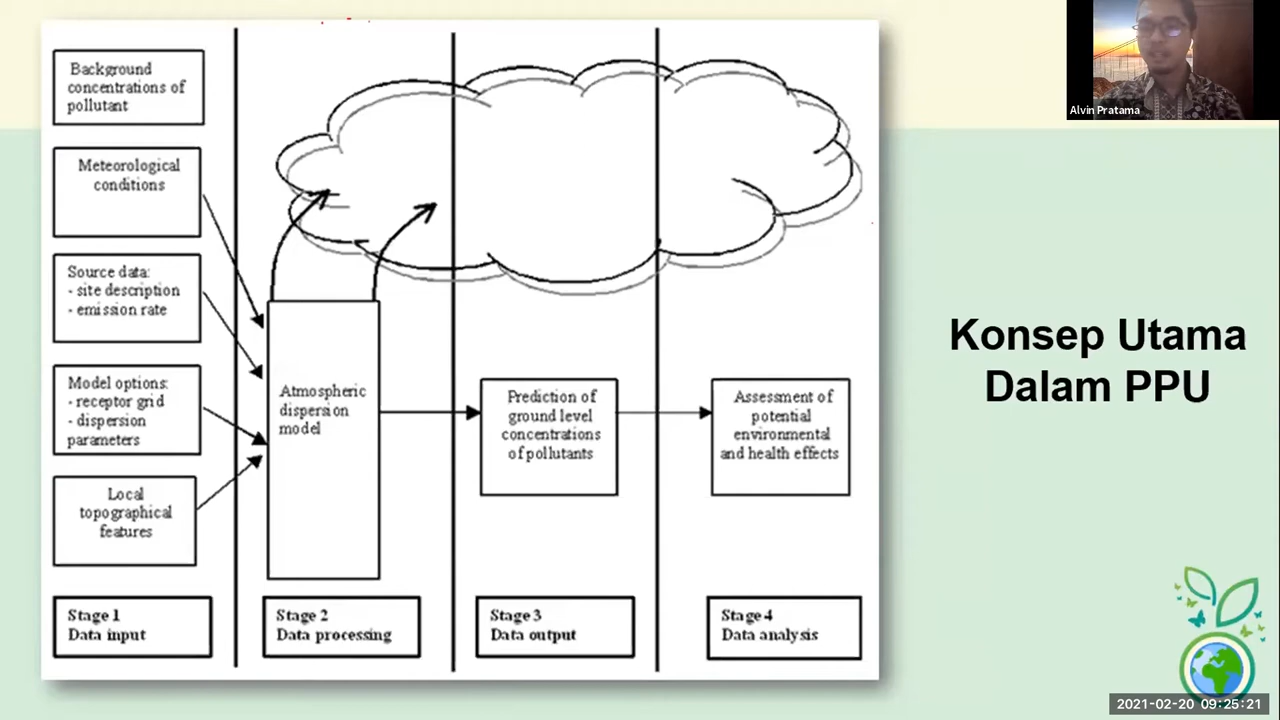 Background
concentrations of
pollutant
Meteorological
conditions
Source data:
- site description
- emission rate
Model options:
- receptor grid
- dispersion
parameters
Local
topographical
features
Stage 1
Data input
Atmospheric
dispersion
model
Stage 2
Data processing
Prediction of
ground level
concentrations
of pollutants
Stage 3
Data output
Assessment of
potential
environmental
and health effects
Stage 4
Data analysis
Alvin Pratama
Konsep Utama
Dalam PPU
2021-02-20 09:25:21